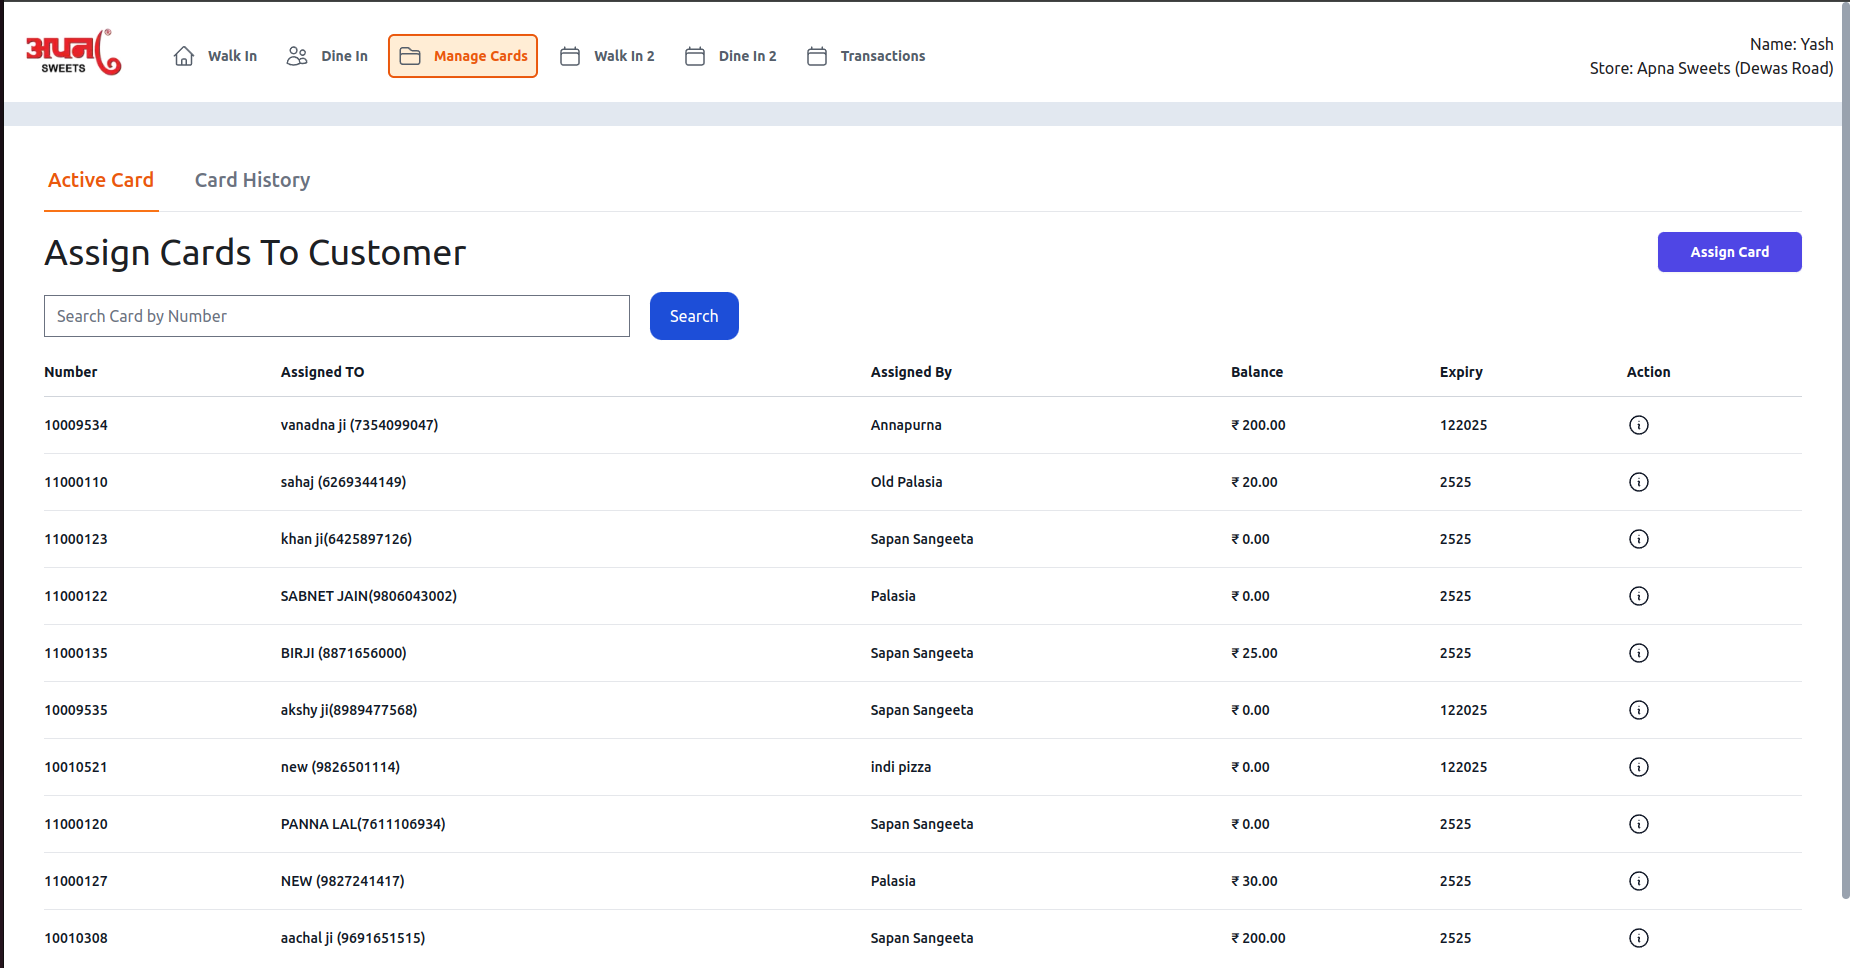 अपना®
SWEETS
Walk In
Dine In
Manage Cards
Walk In 2
Dine In 2
Transactions
Name: Yash
Store: Apna Sweets (Dewas Road)
Active Card
Card History
Assign Cards To Customer
Assign Card
Search Card by Number
Search
Number Assigned TO Assigned By Balance Expiry Action
10009534 vanadna ji (7354099047) Annapurna ₹ 200.00 122025
11000110 sahaj (6269344149) Old Palasia ₹ 20.00 2525
11000123 khan ji(6425897126) Sapan Sangeeta ₹ 0.00 2525
11000122 SABNET JAIN(9806043002) Palasia ₹ 0.00 2525
11000135 BIRJI (8871656000) Sapan Sangeeta ₹ 25.00 2525
10009535 akshy ji(8989477568) Sapan Sangeeta ₹ 0.00 122025
10010521 new (9826501114) indi pizza ₹ 0.00 122025
11000120 PANNA LAL(7611106934) Sapan Sangeeta ₹ 0.00 2525
11000127 NEW (9827241417) Palasia ₹ 30.00 2525
10010308 aachal ji (9691651515) Sapan Sangeeta ₹ 200.00 2525